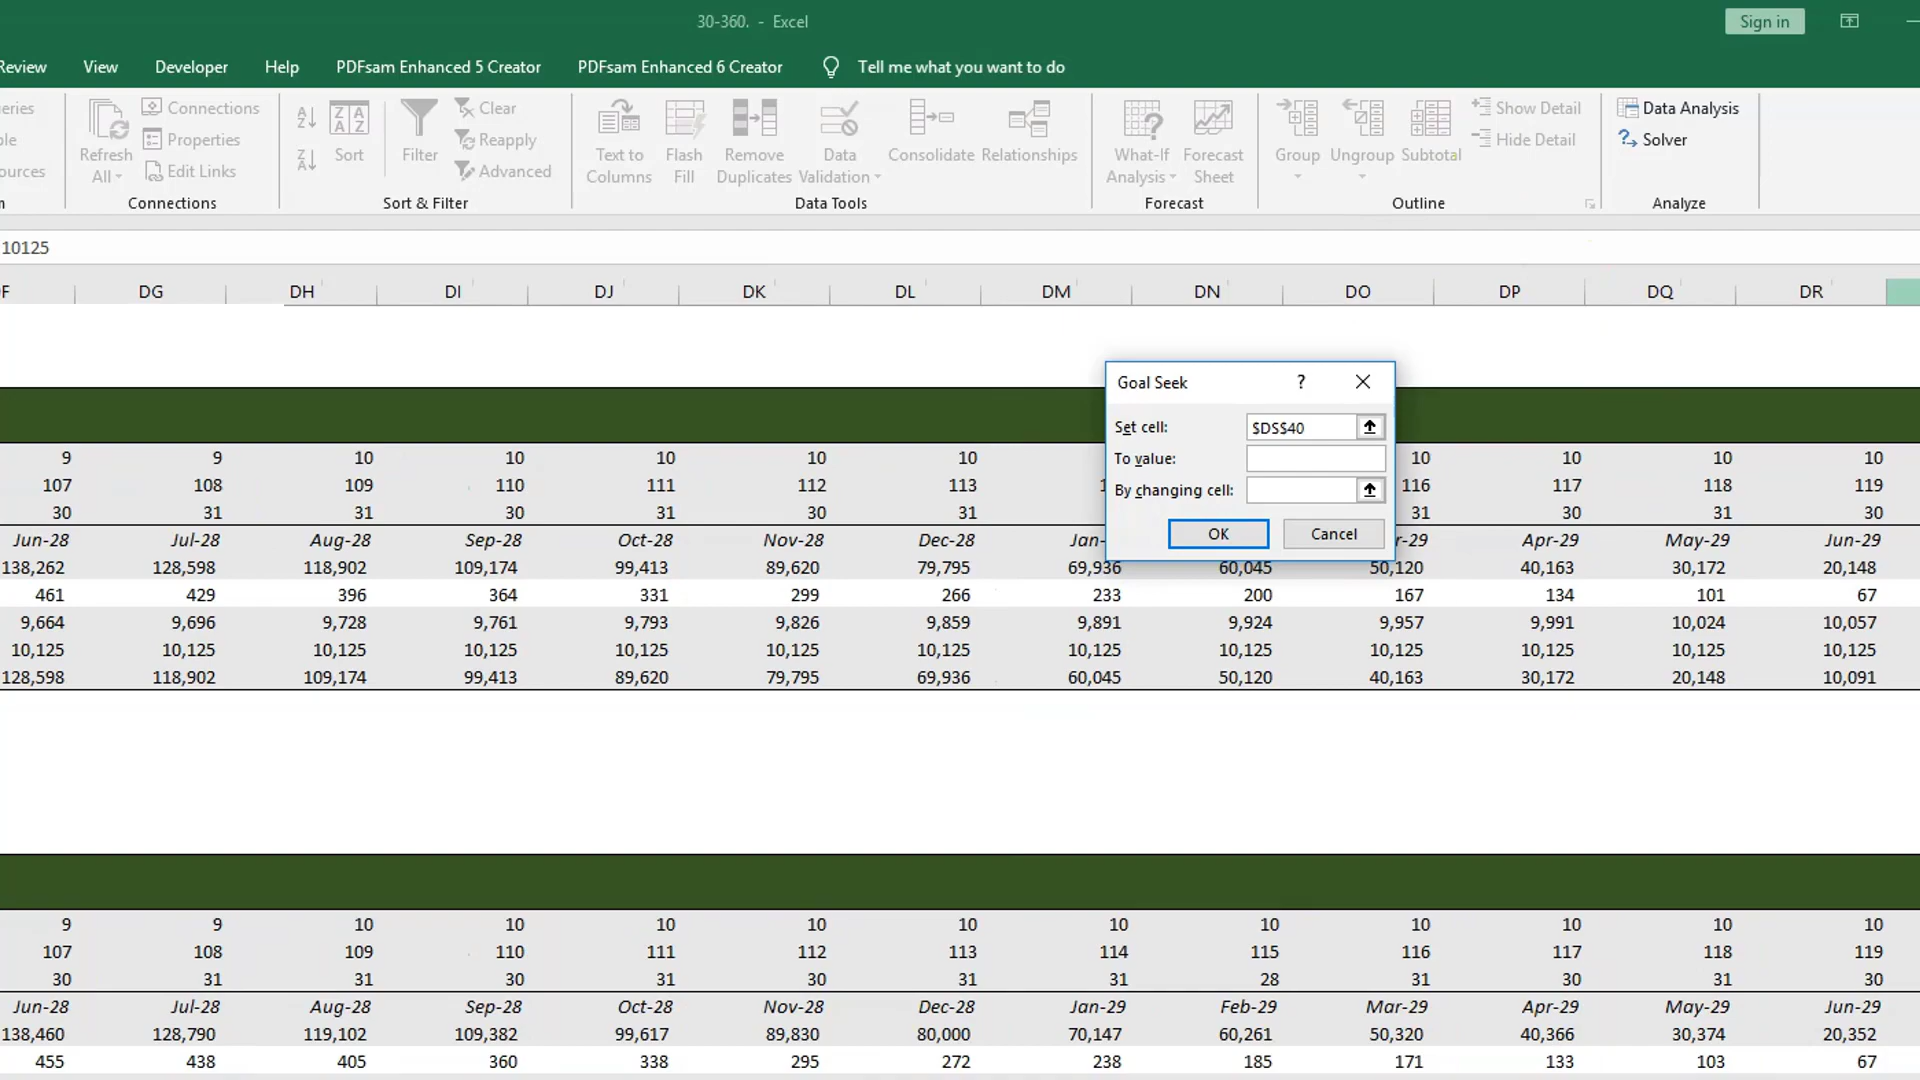 30-360. - Excel
Sign in
Review View Developer Help PDFsam Enhanced 5 Creator PDFsam Enhanced 6 Creator Tell me what you want to do
Connections
Properties
Edit Links
Refresh
All
Connections
Sort
Filter
Clear
Reapply
Advanced
Sort & Filter
Text to
Columns
Flash
Fill
Remove
Duplicates
Data
Validation
Consolidate
Relationships
Data Tools
What-If
Analysis
Forecast
Sheet
Forecast
Group
Ungroup
Subtotal
Show Detail
Hide Detail
Outline
Data Analysis
Solver
Analyze
10125
DG DH DI DJ DK DL DM DN DO DP DQ DR
Goal Seek ?
Set cell: $DS$40
To value:
By changing cell:
OK Cancel
9 9 10 10 10 10 10 10 10 10 10
107 108 109 110 111 112 113 116 117 118 119
30 31 31 30 31 30 31 31 30 31 30
Jun-28 Jul-28 Aug-28 Sep-28 Oct-28 Nov-28 Dec-28 Apr-29 May-29 Jun-29
138,262 128,598 118,902 109,174 99,413 89,620 79,795 69,936 60,045 50,120 40,163 30,172 20,148
461 429 396 364 331 299 266 233 200 167 134 101 67
9,664 9,696 9,728 9,761 9,793 9,826 9,859 9,891 9,924 9,957 9,991 10,024 10,057
10,125 10,125 10,125 10,125 10,125 10,125 10,125 10,125 10,125 10,125 10,125 10,125 10,125
128,598 118,902 109,174 99,413 89,620 79,795 69,936 60,045 50,120 40,163 30,172 20,148 10,091
9 9 10 10 10 10 10 10 10 10 10 10 10
107 108 109 110 111 112 113 114 115 116 117 118 119
30 31 31 30 31 30 31 31 28 31 30 31 30
Jun-28 Jul-28 Aug-28 Sep-28 Oct-28 Nov-28 Dec-28 Jan-29 Feb-29 Mar-29 Apr-29 May-29 Jun-29
138,460 128,790 119,102 109,382 99,617 89,830 80,000 70,147 60,261 50,320 40,366 30,374 20,352
455 438 405 360 338 295 272 238 185 171 133 103 67